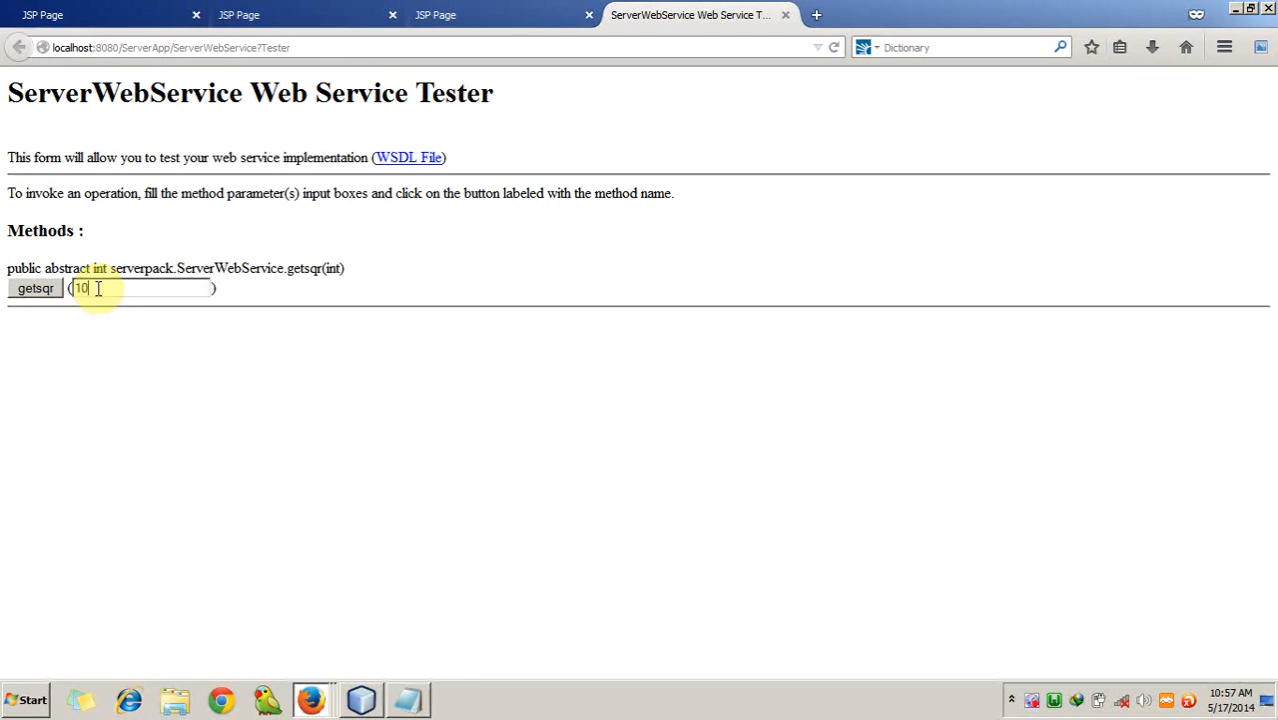 JSP Page JSP Page JSP Page ServerWebService Web Service T...
localhost:8080/ServerApp/ServerWebService?Tester Dictionary
ServerWebService Web Service Tester
This form will allow you to test your web service implementation (WSDL File)
To invoke an operation, fill the method parameter(s) input boxes and click on the button labeled with the method name.
Methods :
public abstract int serverpack.ServerWebService.getsqr(int)
getsqr (10 )
Start 10:57 AM
5/17/2014